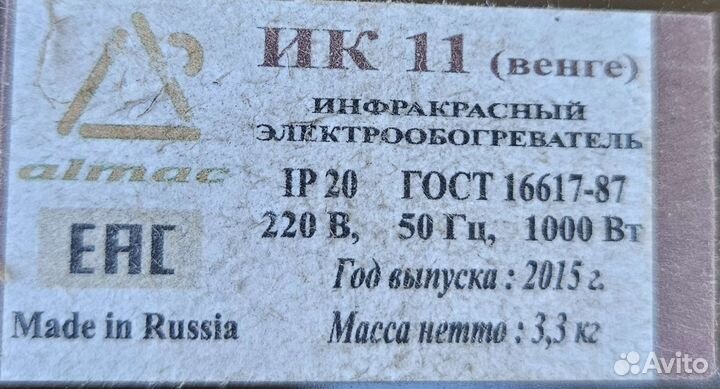 ИК 11 (венге)
ИНФРАКРАСНЫЙ
ЭЛЕКТРООБОГРЕВАТЕЛЬ
almac
IP 20 ГОСТ 16617-87
220 В, 50 Гц, 1000 Вт
EAC
Год выпуска : 2015 г.
Made in Russia
Масса нетто : 3,3 кг
Avito